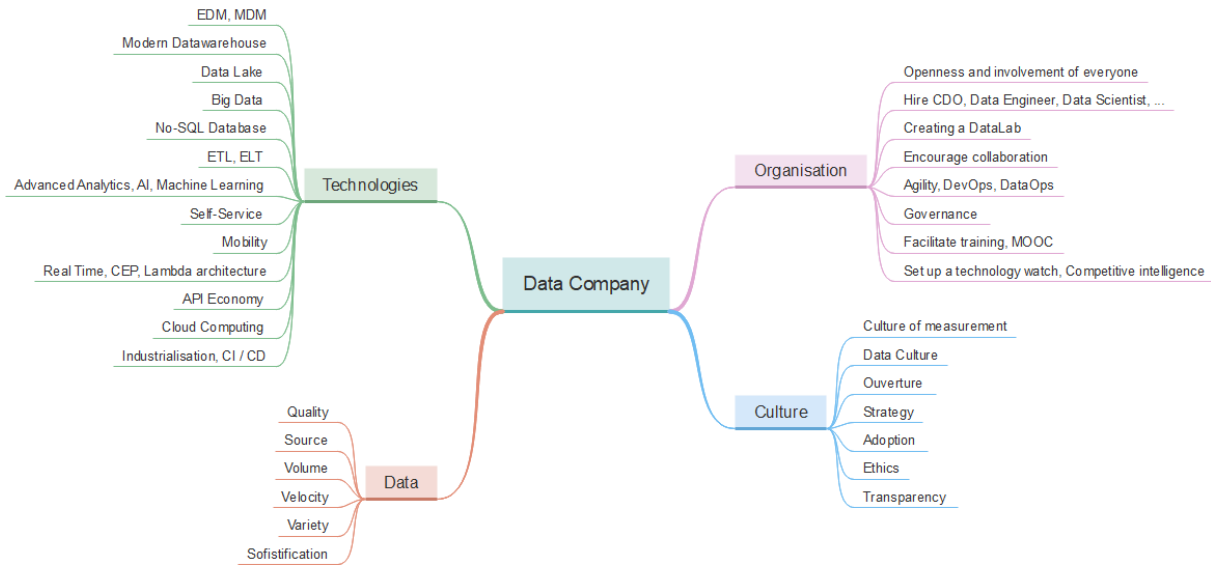 Data Company
Technologies
EDM, MDM
Modern Datawarehouse
Data Lake
Big Data
No-SQL Database
ETL, ELT
Advanced Analytics, AI, Machine Learning
Self-Service
Mobility
Real Time, CEP, Lambda architecture
API Economy
Cloud Computing
Industrialisation, CI / CD
Data
Quality
Source
Volume
Velocity
Variety
Sofistification
Organisation
Openness and involvement of everyone
Hire CDO, Data Engineer, Data Scientist, ...
Creating a DataLab
Encourage collaboration
Agility, DevOps, DataOps
Governance
Facilitate training, MOOC
Set up a technology watch, Competitive intelligence
Culture
Culture of measurement
Data Culture
Ouverture
Strategy
Adoption
Ethics
Transparency